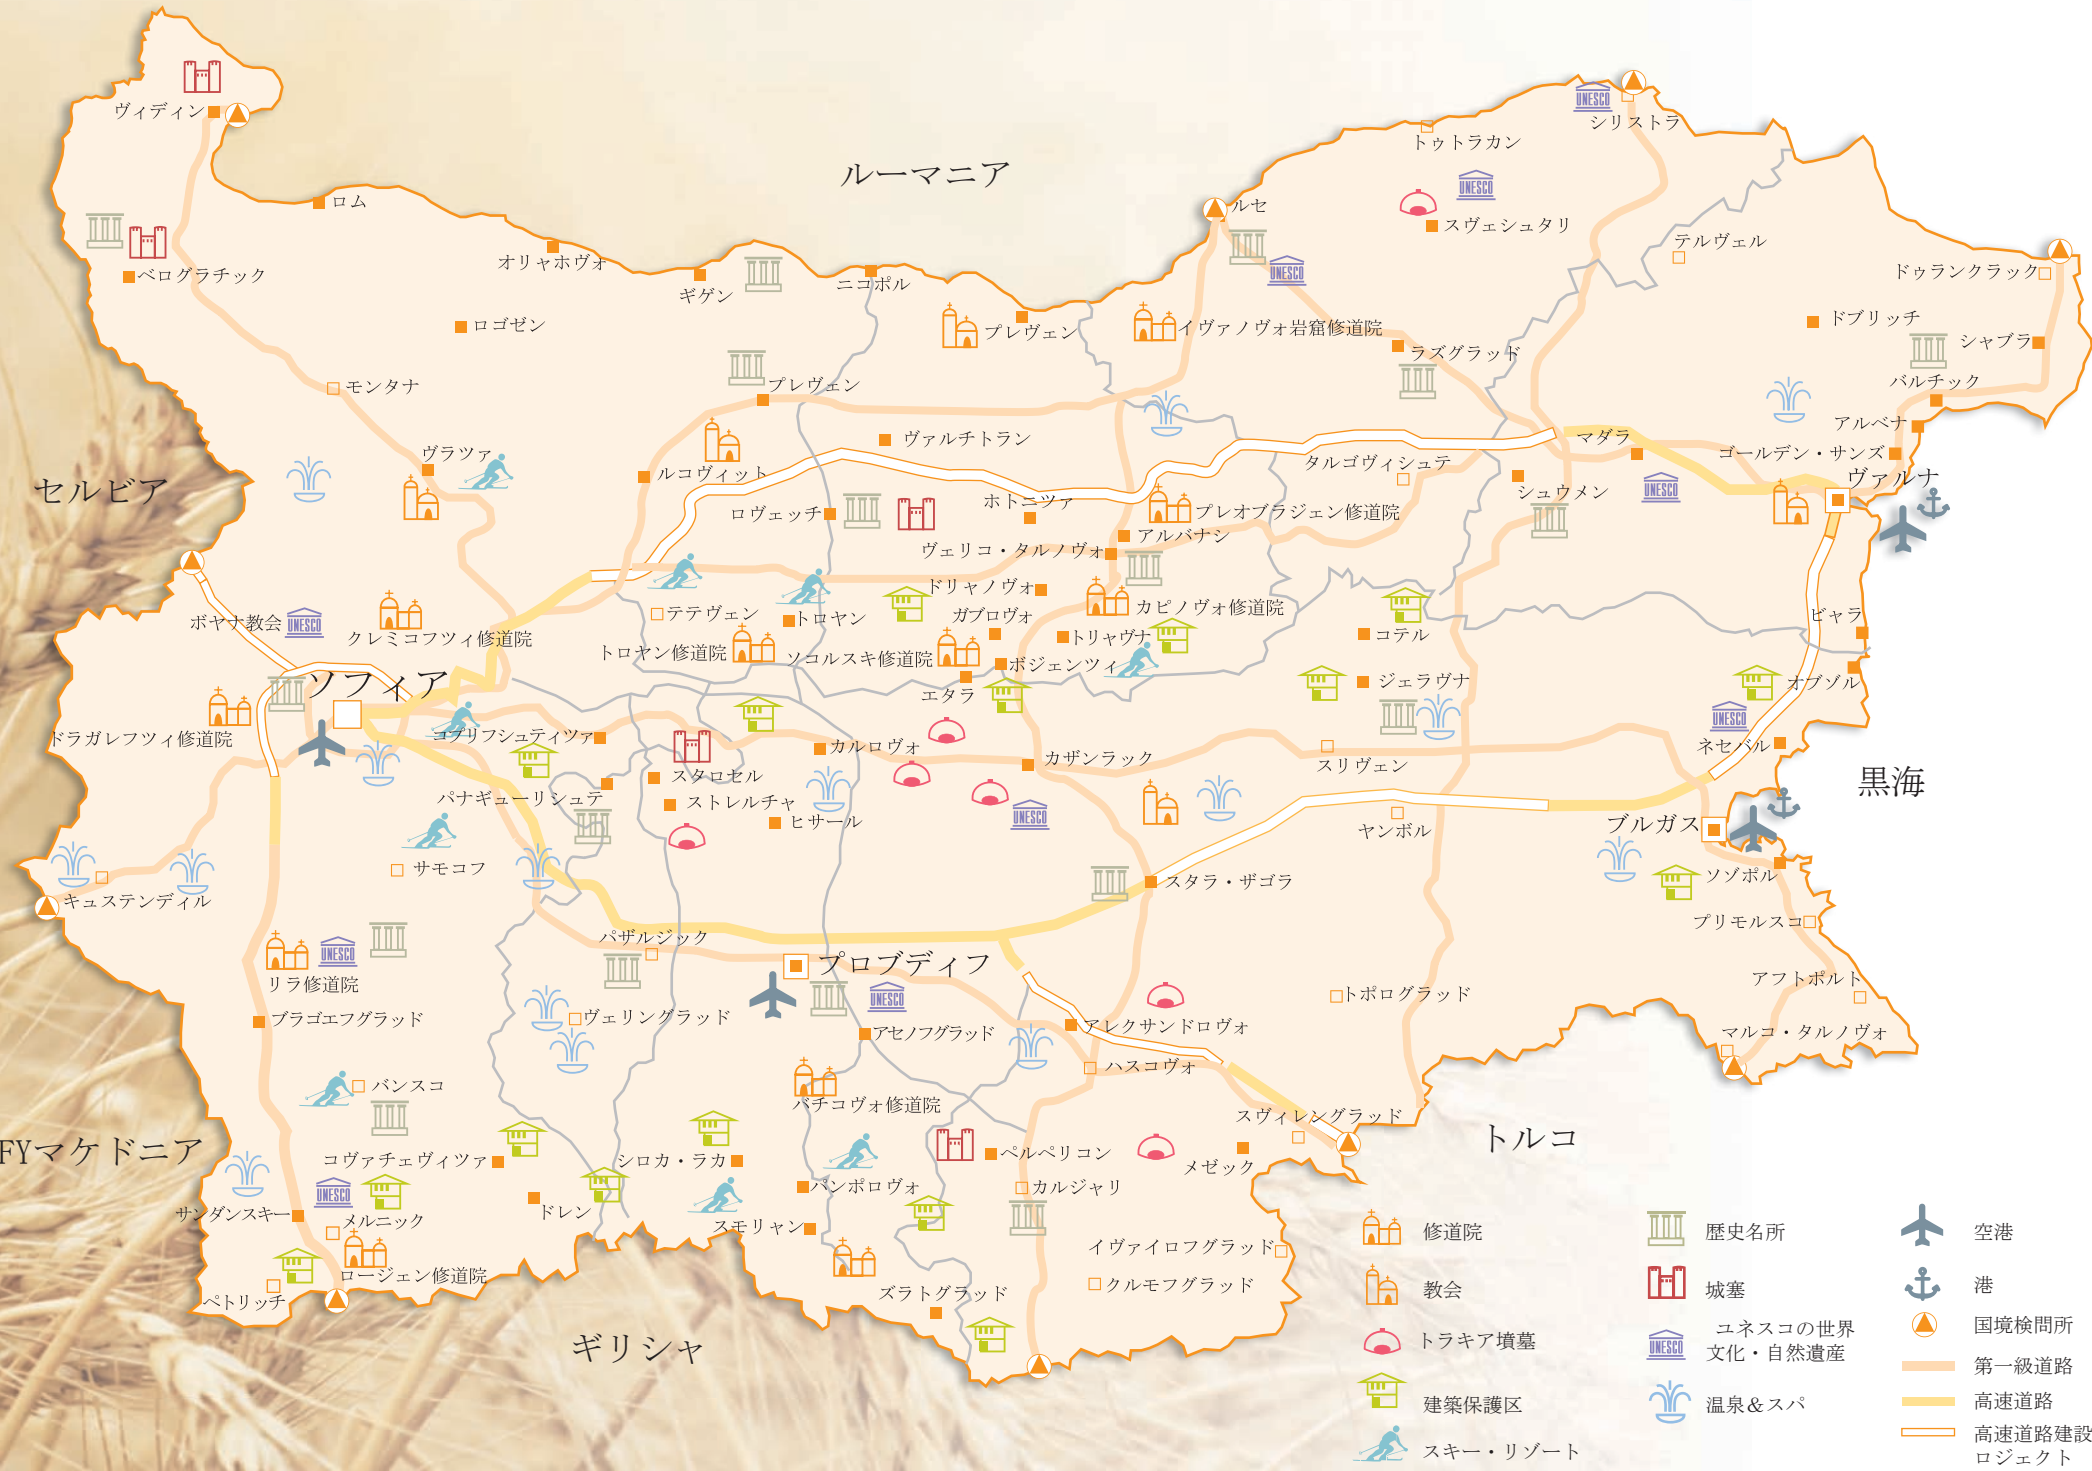 ルーマニア
セルビア
FYマケドニア
ギリシャ
トルコ
黒海
ヴィディン
ロム
ベログラチック
オリャホヴォ
ギゲン
ニコポル
ロゴゼン
プレヴェン
イヴァノヴォ岩窟修道院
ルセ
トゥトラカン
シリストラ
UNESCO
スヴェシュタリ
UNESCO
テルヴェル
ドゥランクラック
ドブリッチ
シャブラ
バルチック
アルベナ
ゴールデン・サンズ
ヴァルナ
UNESCO
ラズグラッド
モンタナ
プレヴェン
ヴラツァ
ルコヴィット
ヴァルチトラン
ロヴェッチ
ホトニツァ
タルゴヴィシュテ
マダラ
UNESCO
シュウメン
プレオブラジェン修道院
アルバナシ
ヴェリコ・タルノヴォ
ドリャノヴォ
ガブロヴォ
カピノヴォ修道院
トリャヴナ
ボジェンツィ
エタラ
ソコルスキ修道院
テテヴェン
トロヤン
トロヤン修道院
ボヤナ教会
UNESCO
クレミコフツィ修道院
ソフィア
ドラガレフツィ修道院
コプリフシュティツァ
パナギューリシュテ
スタロセル
ストレルチャ
ヒサール
カルロヴォ
カザンラック
UNESCO
コテル
ジェラヴナ
スリヴェン
ヤンボル
ビャラ
オブゾル
UNESCO
ネセバル
ブルガス
ソゾポル
プリモルスコ
アフトポルト
マルコ・タルノヴォ
サモコフ
キュステンディル
リラ修道院
UNESCO
ブラゴエフグラッド
パザルジック
プロブディフ
UNESCO
ヴェリングラッド
アセノフグラッド
スタラ・ザゴラ
トポログラッド
アレクサンドロヴォ
ハスコヴォ
スヴィレングラッド
バンスコ
バチコヴォ修道院
コヴァチェヴィツァ
シロカ・ラカ
パンポロヴォ
ペルペリコン
カルジャリ
メゼック
サンダンスキー
UNESCO
メルニック
ドレン
スモリャン
ロージェン修道院
ペトリッチ
ズラトグラッド
イヴァイロフグラッド
クルモフグラッド
修道院
教会
トラキア墳墓
建築保護区
スキー・リゾート
歴史名所
城塞
UNESCO
ユネスコの世界
文化・自然遺産
温泉&スパ
空港
港
国境検問所
第一級道路
高速道路
高速道路建設
ロジェクト